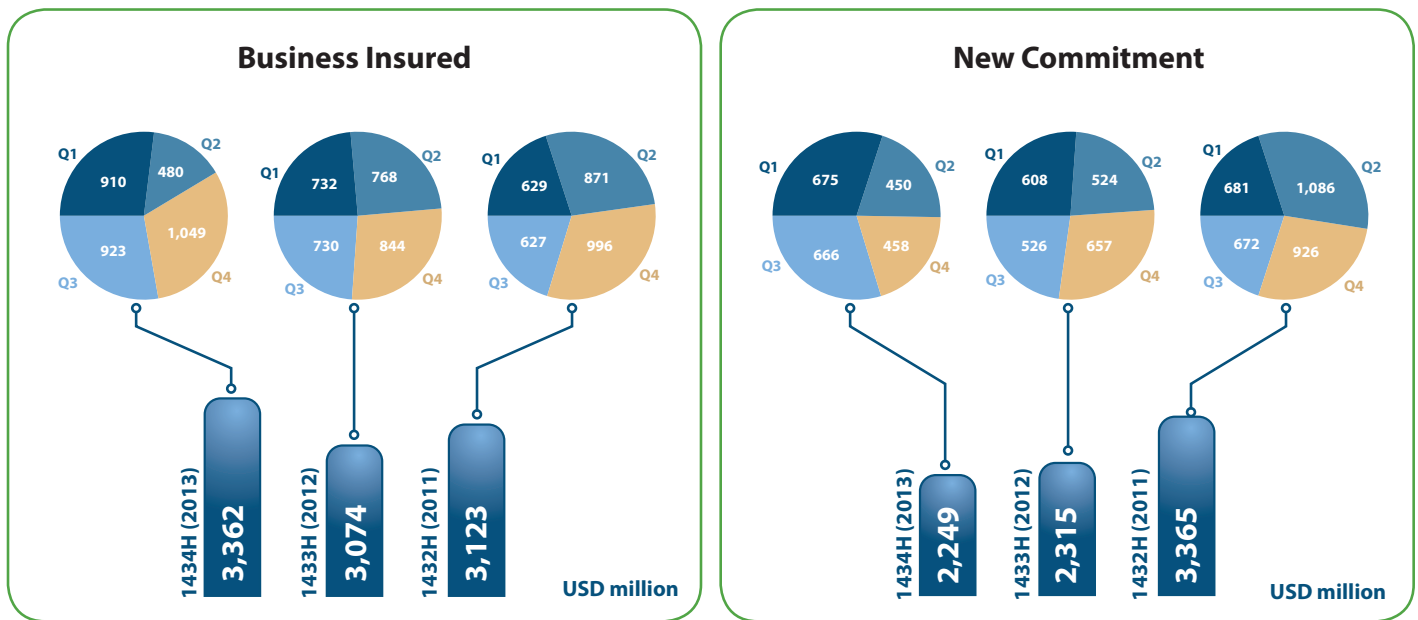 Business Insured
Q1
910
Q2
480
Q3
923
Q4
1,049
Q1
732
Q2
768
Q3
730
Q4
844
Q1
629
Q2
871
Q3
627
Q4
996
1434H (2013)
3,362
1433H (2012)
3,074
1432H (2011)
3,123
USD million
New Commitment
Q1
675
Q2
450
Q3
666
Q4
458
Q1
608
Q2
524
Q3
526
Q4
657
Q1
681
Q2
1,086
Q3
672
Q4
926
1434H (2013)
2,249
1433H (2012)
2,315
1432H (2011)
3,365
USD million